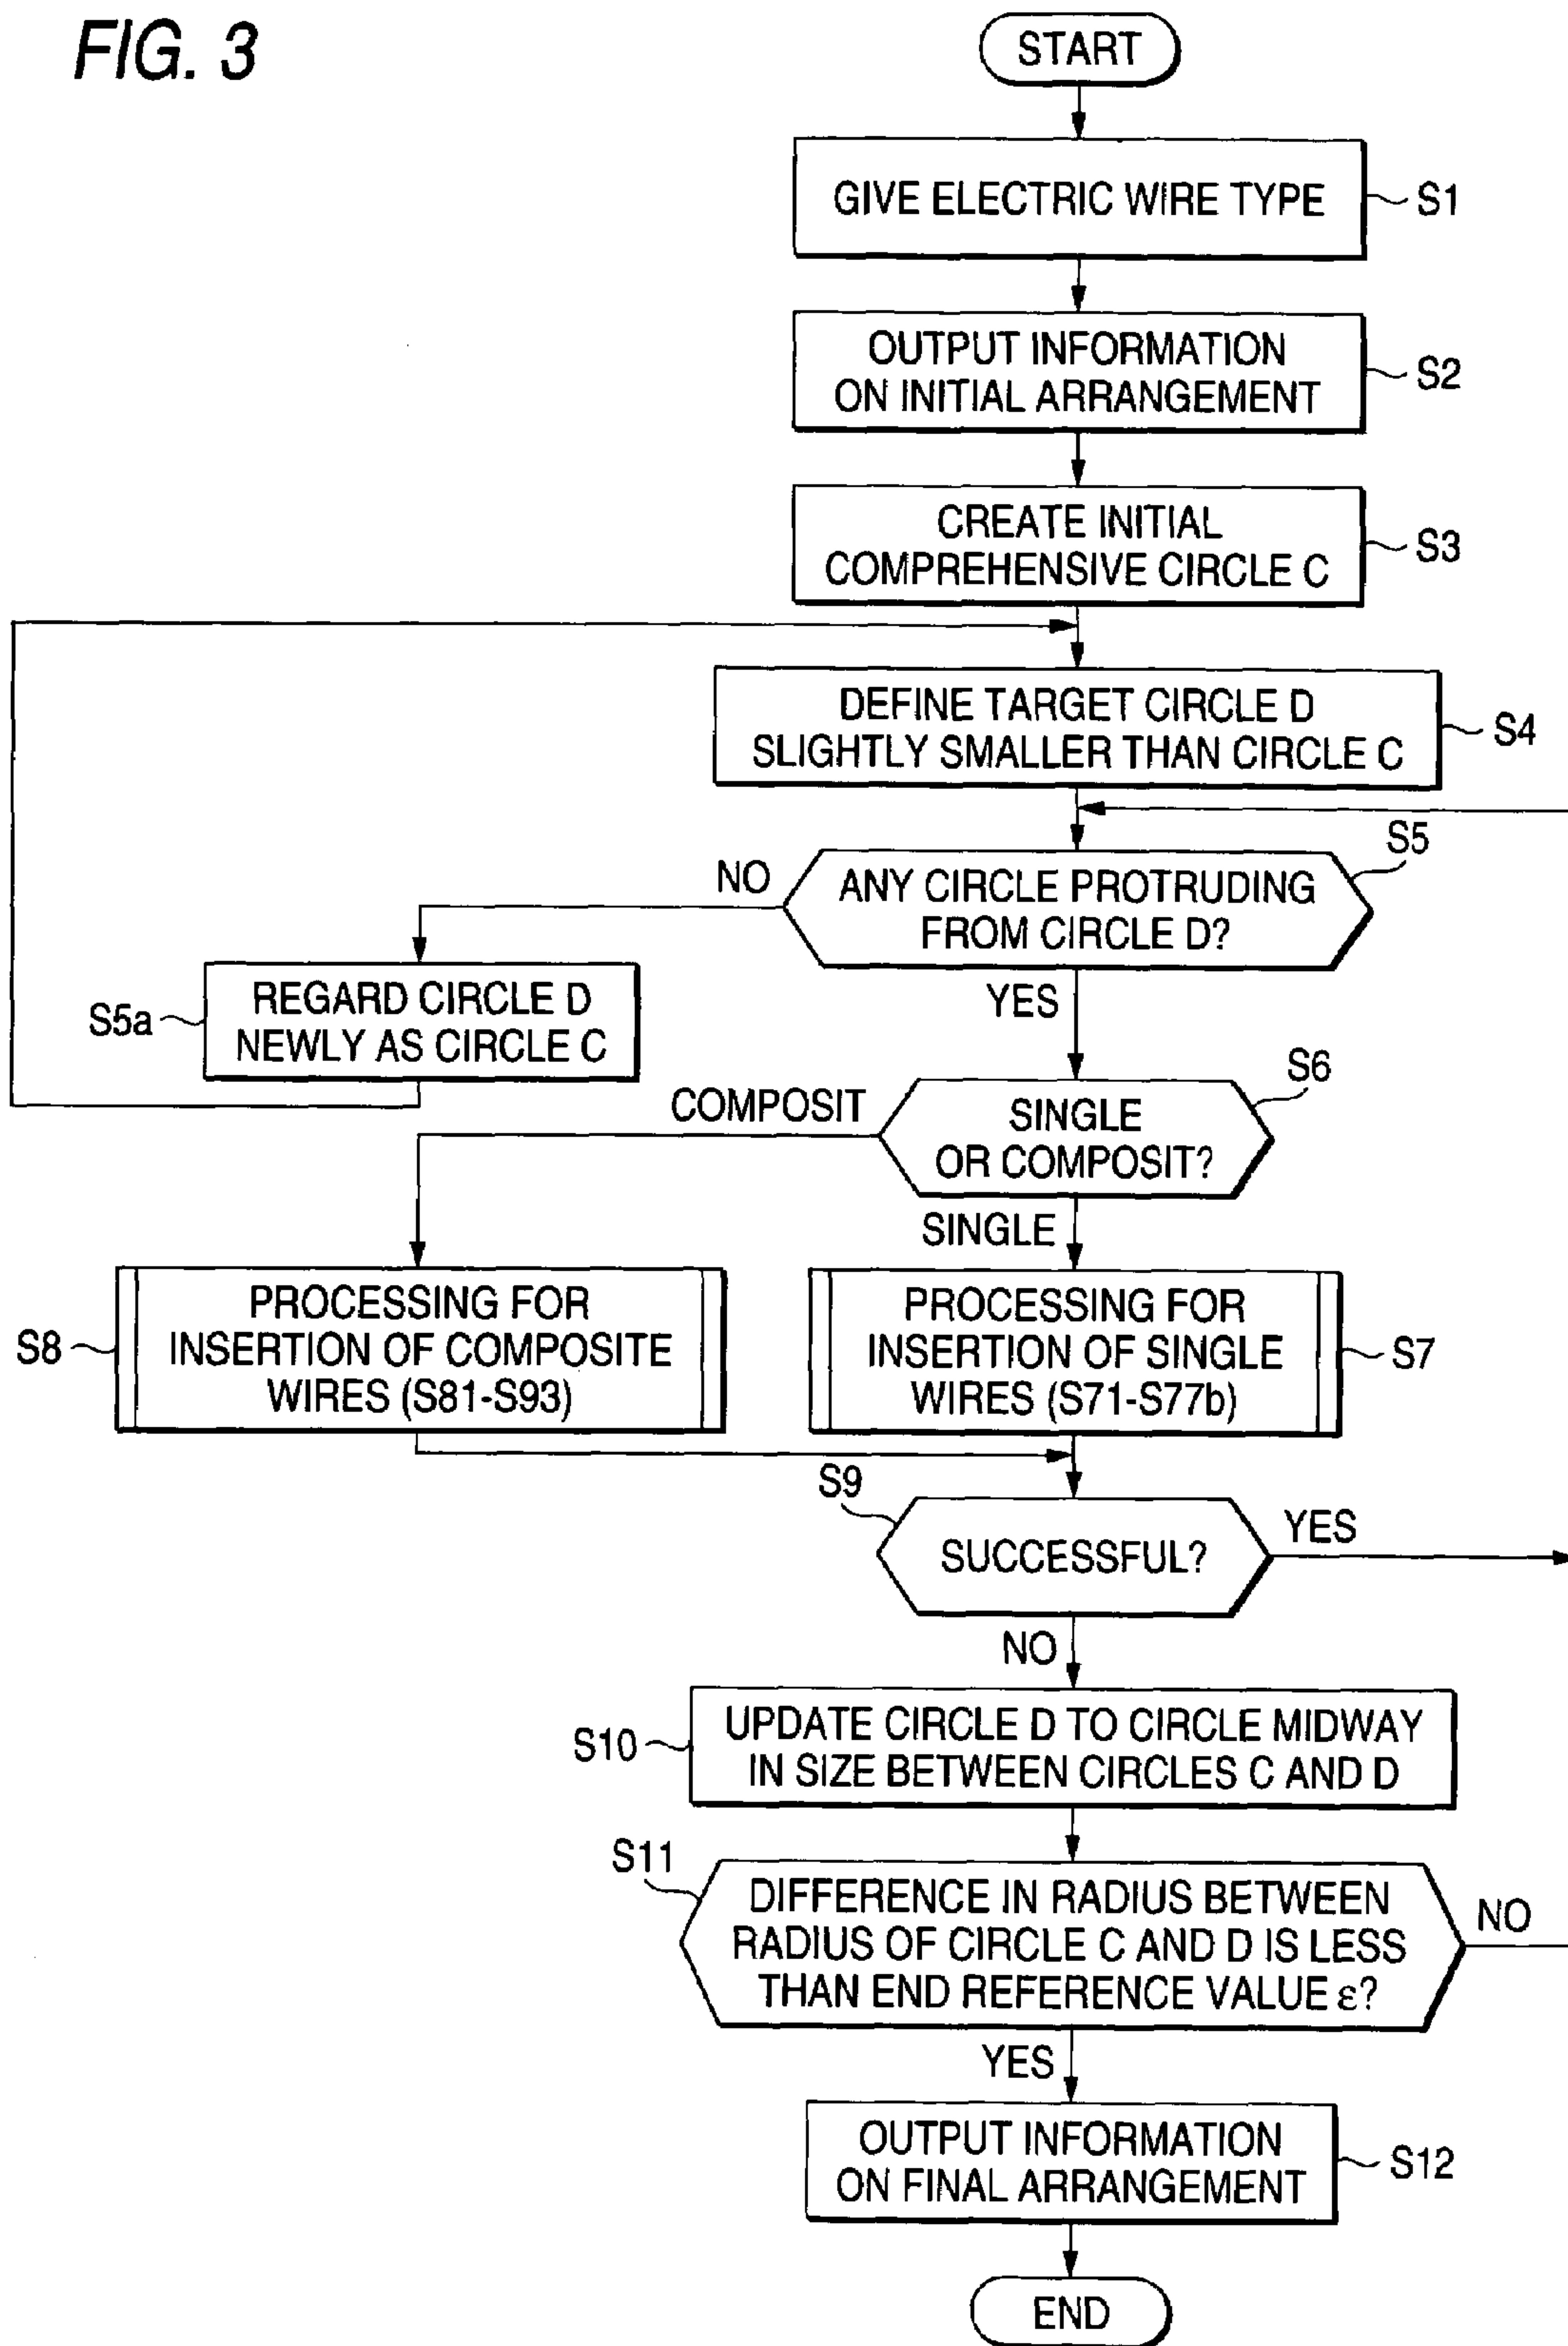 FIG. 3
START
GIVE ELECTRIC WIRE TYPE
S1
OUTPUT INFORMATION
ON INITIAL ARRANGEMENT
S2
CREATE INITIAL
COMPREHENSIVE CIRCLE C
S3
DEFINE TARGET CIRCLE D
SLIGHTLY SMALLER THAN CIRCLE C
S4
S5
NO
ANY CIRCLE PROTRUDING
FROM CIRCLE D?
YES
S5a
REGARD CIRCLE D
NEWLY AS CIRCLE C
S6
COMPOSIT
SINGLE
OR COMPOSIT?
SINGLE
S8
PROCESSING FOR
INSERTION OF COMPOSITE
WIRES (S81-S93)
PROCESSING FOR
INSERTION OF SINGLE
WIRES (S71-S77b)
S7
S9
SUCCESSFUL?
YES
NO
S10
UPDATE CIRCLE D TO CIRCLE MIDWAY
IN SIZE BETWEEN CIRCLES C AND D
S11
DIFFERENCE IN RADIUS BETWEEN
RADIUS OF CIRCLE C AND D IS LESS
THAN END REFERENCE VALUE ε?
NO
YES
OUTPUT INFORMATION
ON FINAL ARRANGEMENT
S12
END